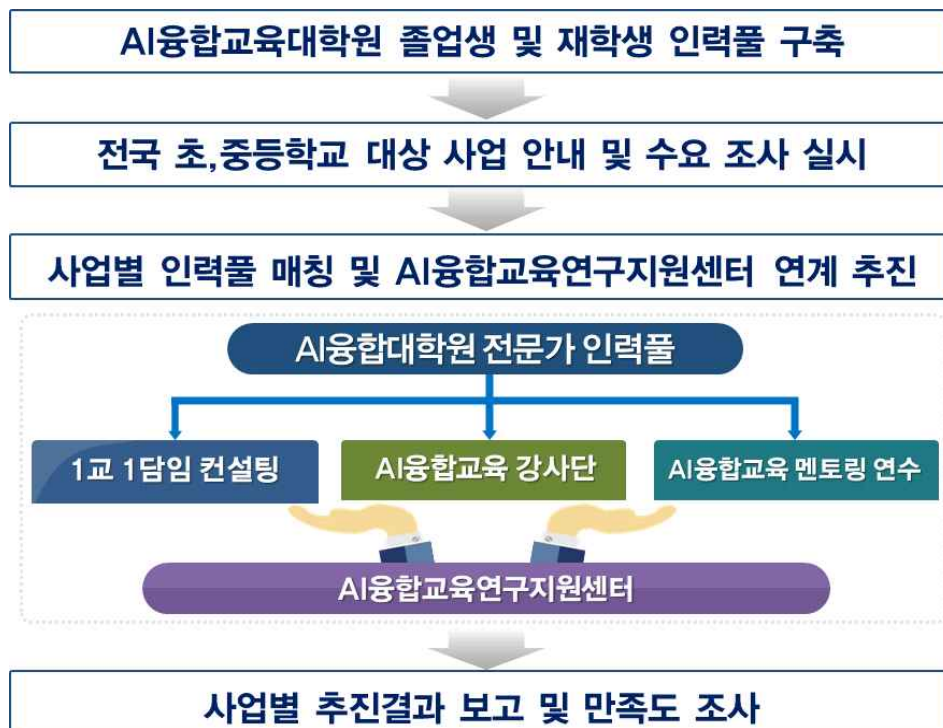 AI융합교육대학원 졸업생 및 재학생 인력풀 구축
전국 초,중등학교 대상 사업 안내 및 수요 조사 실시
사업별 인력풀 매칭 및 AI융합교육연구지원센터 연계 추진
AI융합대학원 전문가 인력풀
1교 1담임 컨설팅
AI융합교육 강사단
AI융합교육 멘토링 연수
AI융합교육연구지원센터
사업별 추진결과 보고 및 만족도 조사